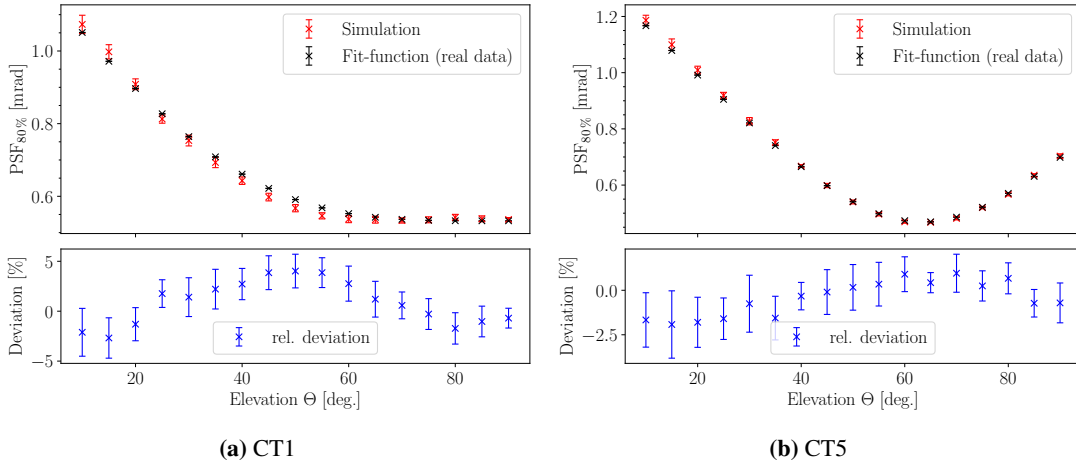 Simulation
Fit-function (real data)
PSF80% [mrad]
1.0
0.8
0.6
rel. deviation
Deviation [%]
5
0
−5
20
40
60
80
Elevation Θ [deg.]
(a) CT1
Simulation
Fit-function (real data)
PSF80% [mrad]
1.2
1.0
0.8
0.6
rel. deviation
Deviation [%]
0.0
−2.5
20
40
60
80
Elevation Θ [deg.]
(b) CT5